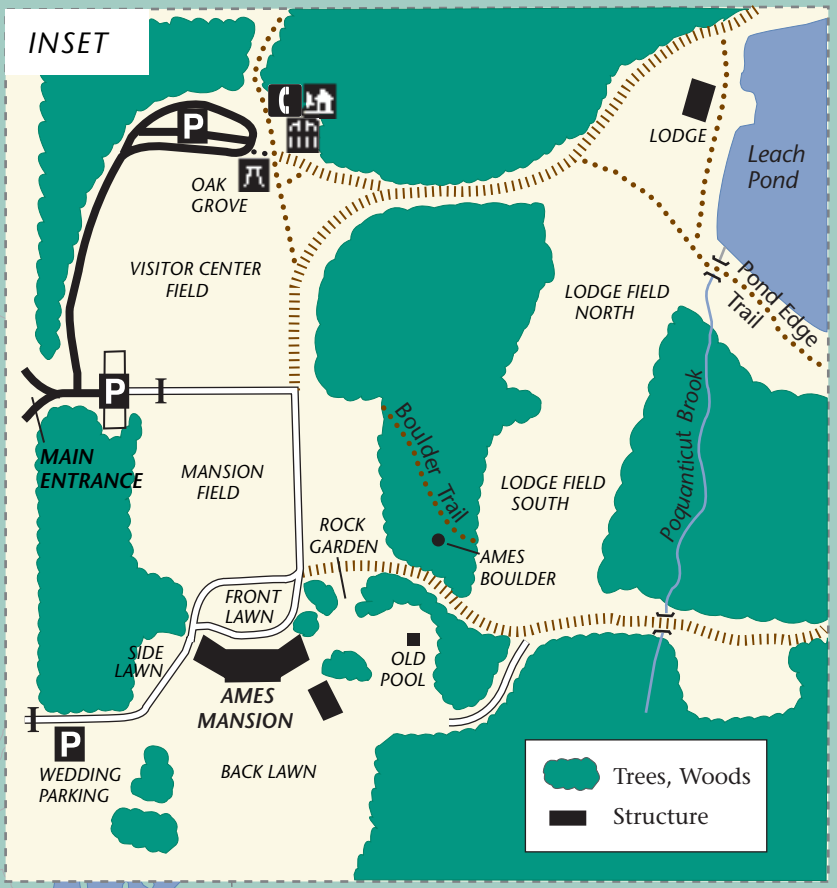 INSET
P
LODGE
Leach
Pond
OAK
GROVE
VISITOR CENTER
FIELD
LODGE FIELD
NORTH
Pond Edge
Trail
P
MAIN
ENTRANCE
MANSION
FIELD
Boulder Trail
Poquanticut Brook
LODGE FIELD
SOUTH
ROCK
GARDEN
AMES
BOULDER
FRONT
LAWN
SIDE
LAWN
OLD
POOL
AMES
MANSION
P
WEDDING
PARKING
BACK LAWN
Trees, Woods
Structure